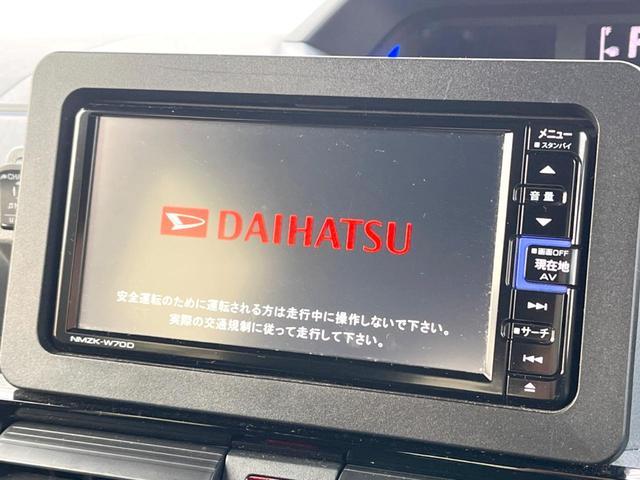 DAIHATSU
安全運転のために運転される方は走行中に操作しないで下さい。
実際の交通規制に従って走行して下さい。
NMZK-W70D
メニュー
■スタンバイ
音量
■画面OFF
現在地
AV
■サーチ